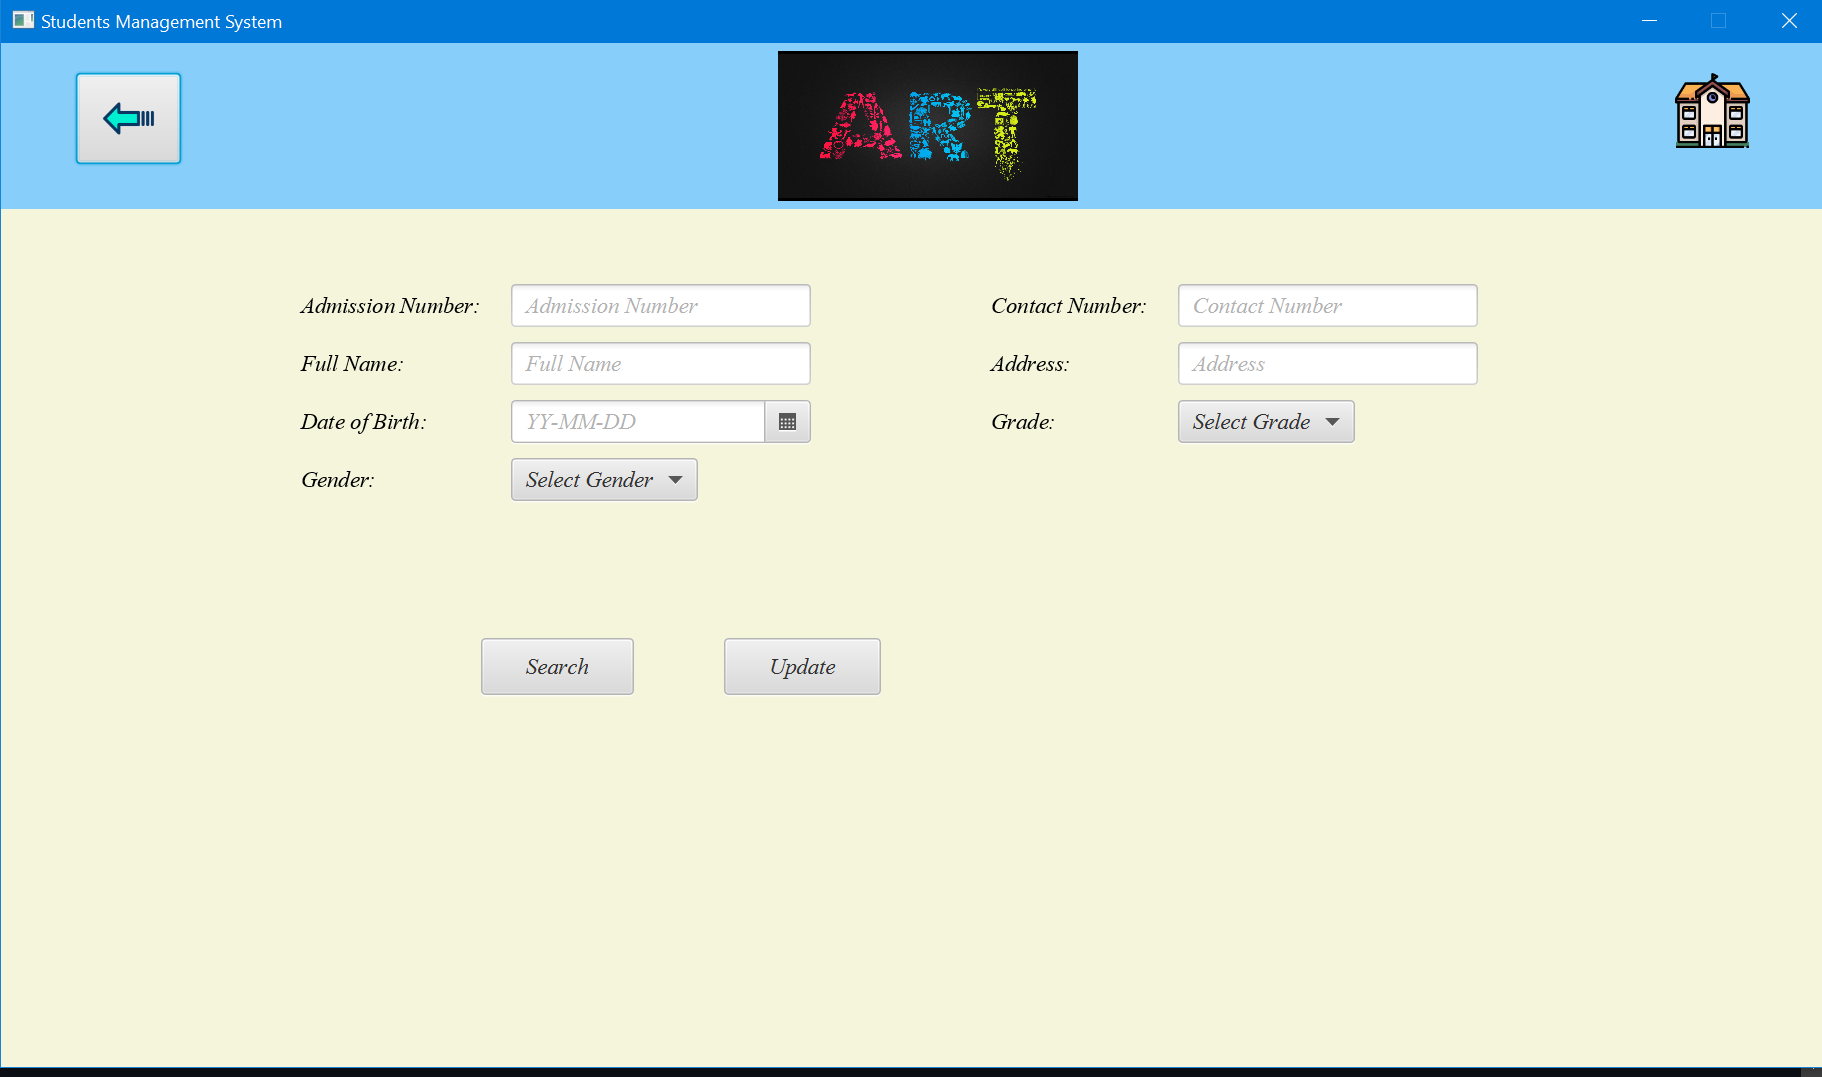 Students Management System
ART
Admission Number: Admission Number Contact Number: Contact Number
Full Name: Full Name Address: Address
Date of Birth: YY-MM-DD Grade: Select Grade
Gender: Select Gender
Search Update